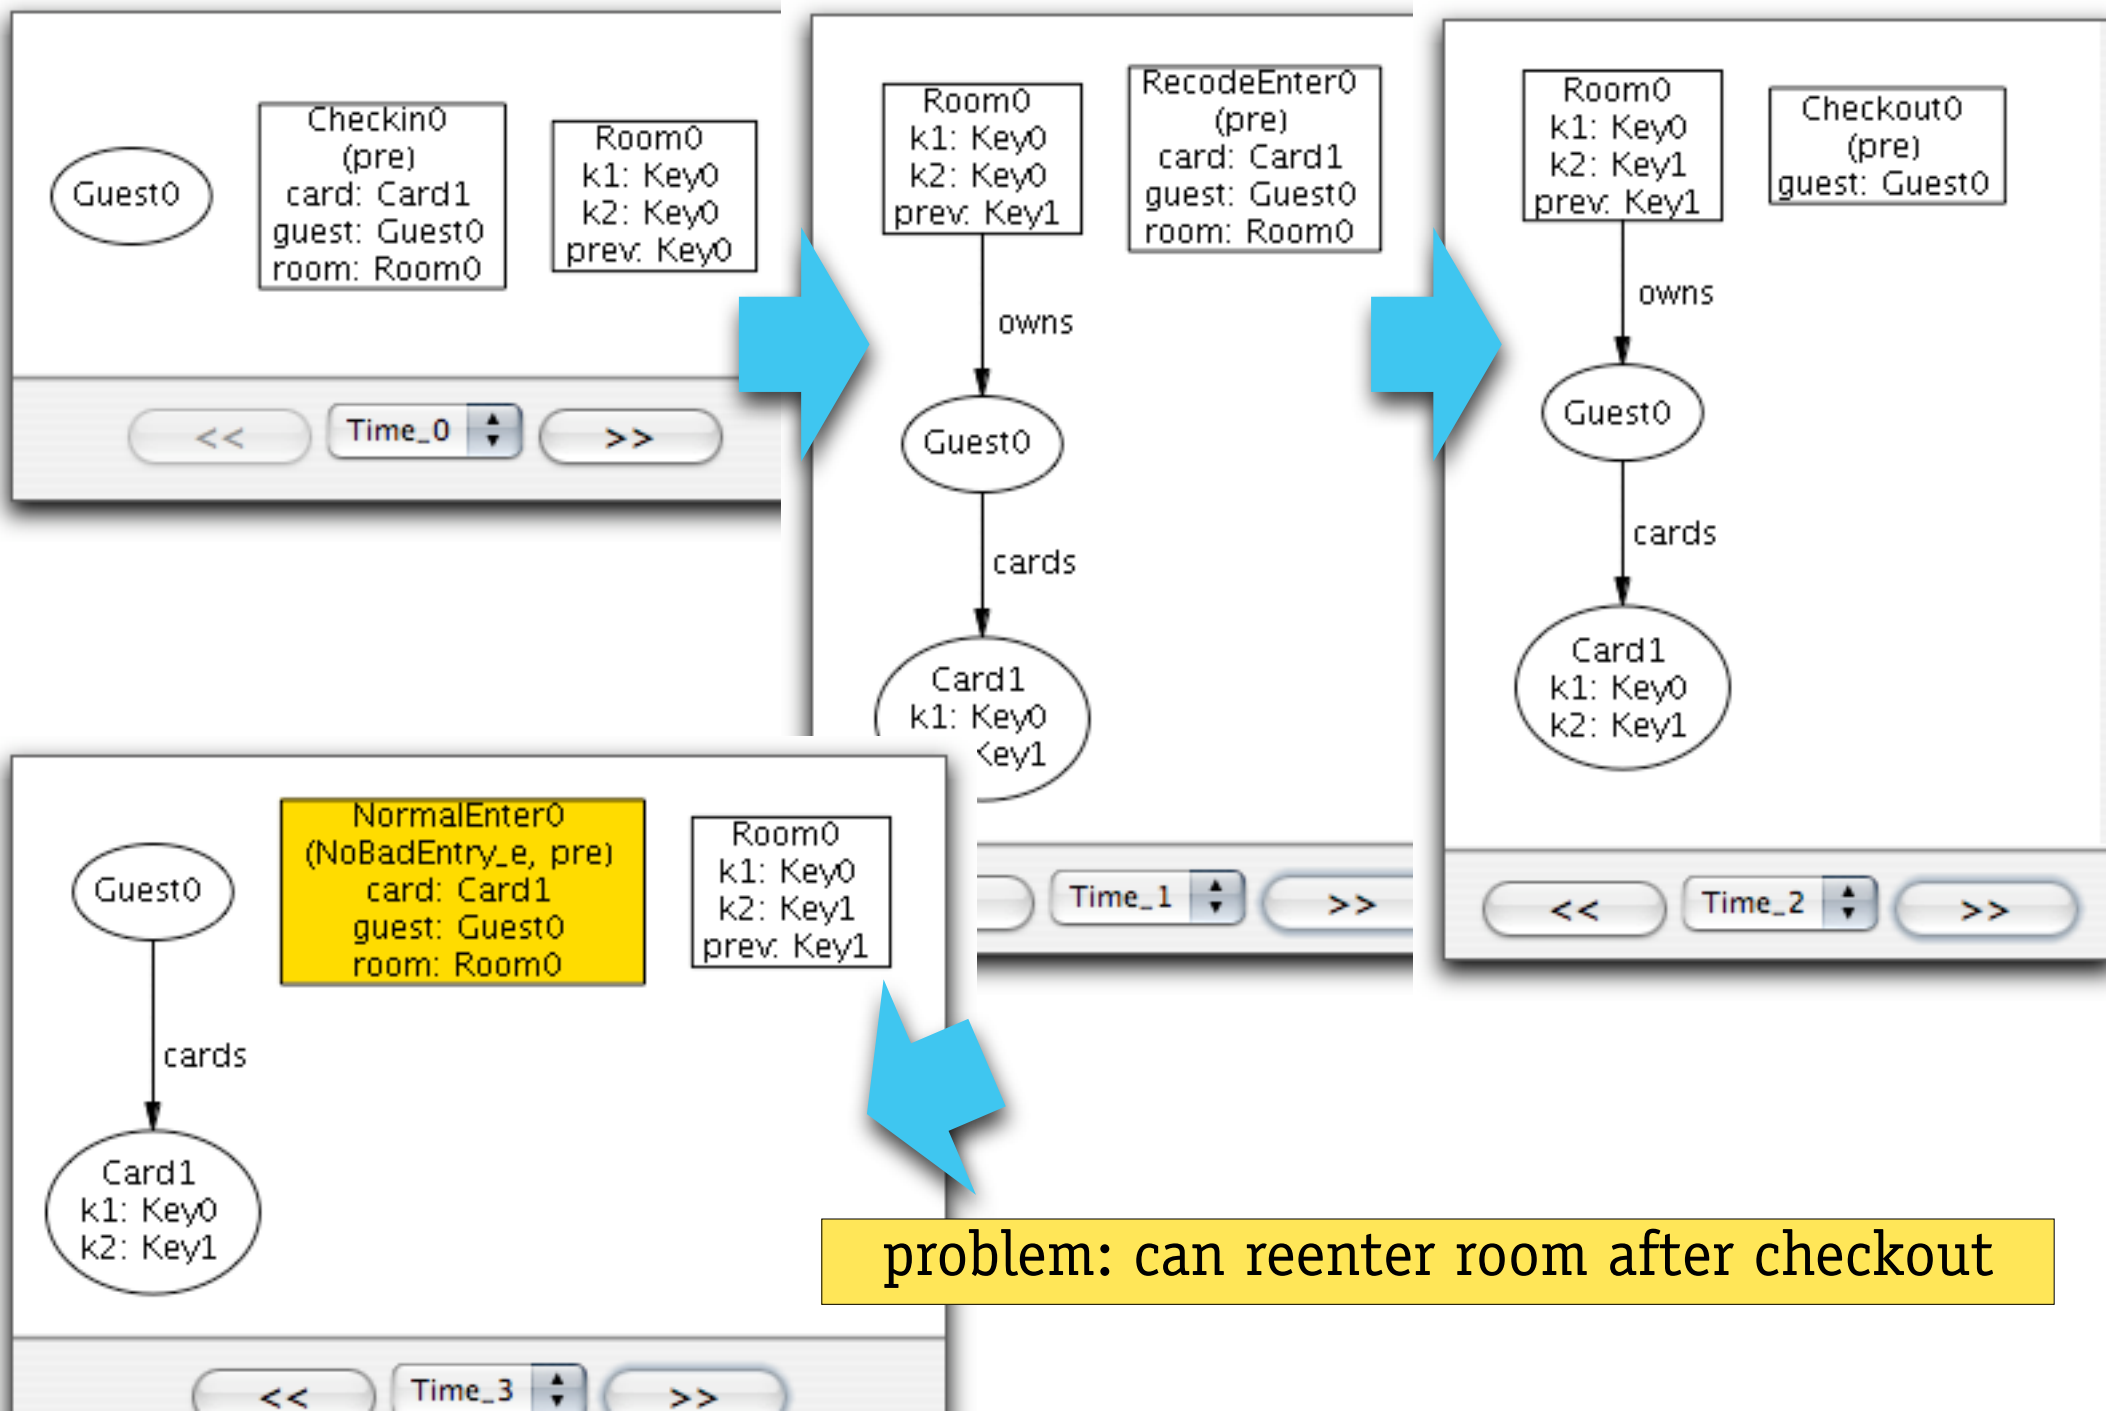 Guest0
Checkin0
(pre)
card: Card1
guest: Guest0
room: Room0
Room0
k1: Key0
k2: Key0
prev: Key0
<<
Time_0
>>
Room0
k1: Key0
k2: Key0
prev: Key1
RecodeEnter0
(pre)
card: Card1
guest: Guest0
room: Room0
owns
Guest0
cards
Card1
k1: Key0
Key1
Time_1
>>
Room0
k1: Key0
k2: Key1
prev: Key1
Checkout0
(pre)
guest: Guest0
owns
Guest0
cards
Card1
k1: Key0
k2: Key1
<<
Time_2
>>
Guest0
NormalEnter0
(NoBadEntry_e, pre)
card: Card1
guest: Guest0
room: Room0
Room0
k1: Key0
k2: Key1
prev: Key1
cards
Card1
k1: Key0
k2: Key1
<<
Time_3
>>
problem: can reenter room after checkout